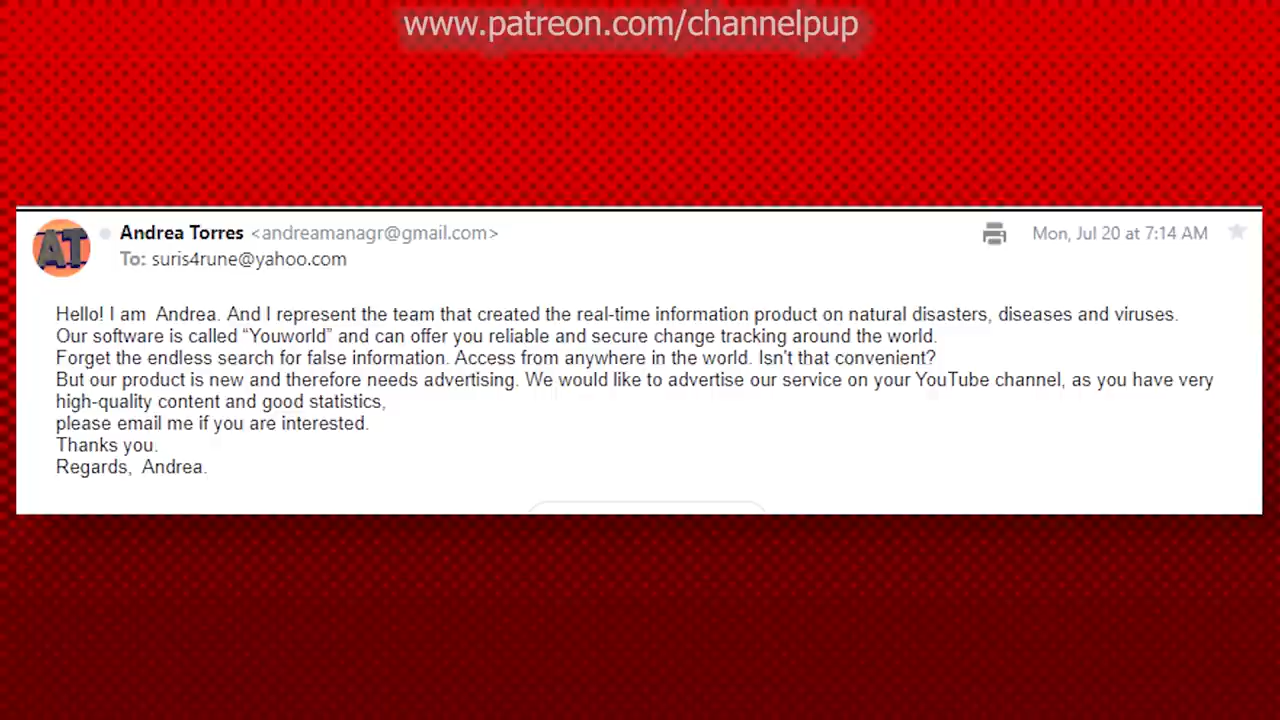 www.patreon.com/channelpup
AT
Andrea Torres <andreamanagr@gmail.com>
Mon, Jul 20 at 7:14 AM
To: suris4rune@yahoo.com
Hello! I am  Andrea. And I represent the team that created the real-time information product on natural disasters, diseases and viruses.
Our software is called “Youworld” and can offer you reliable and secure change tracking around the world.
Forget the endless search for false information. Access from anywhere in the world. Isn't that convenient?
But our product is new and therefore needs advertising. We would like to advertise our service on your YouTube channel, as you have very
high-quality content and good statistics,
please email me if you are interested.
Thanks you.
Regards,  Andrea.